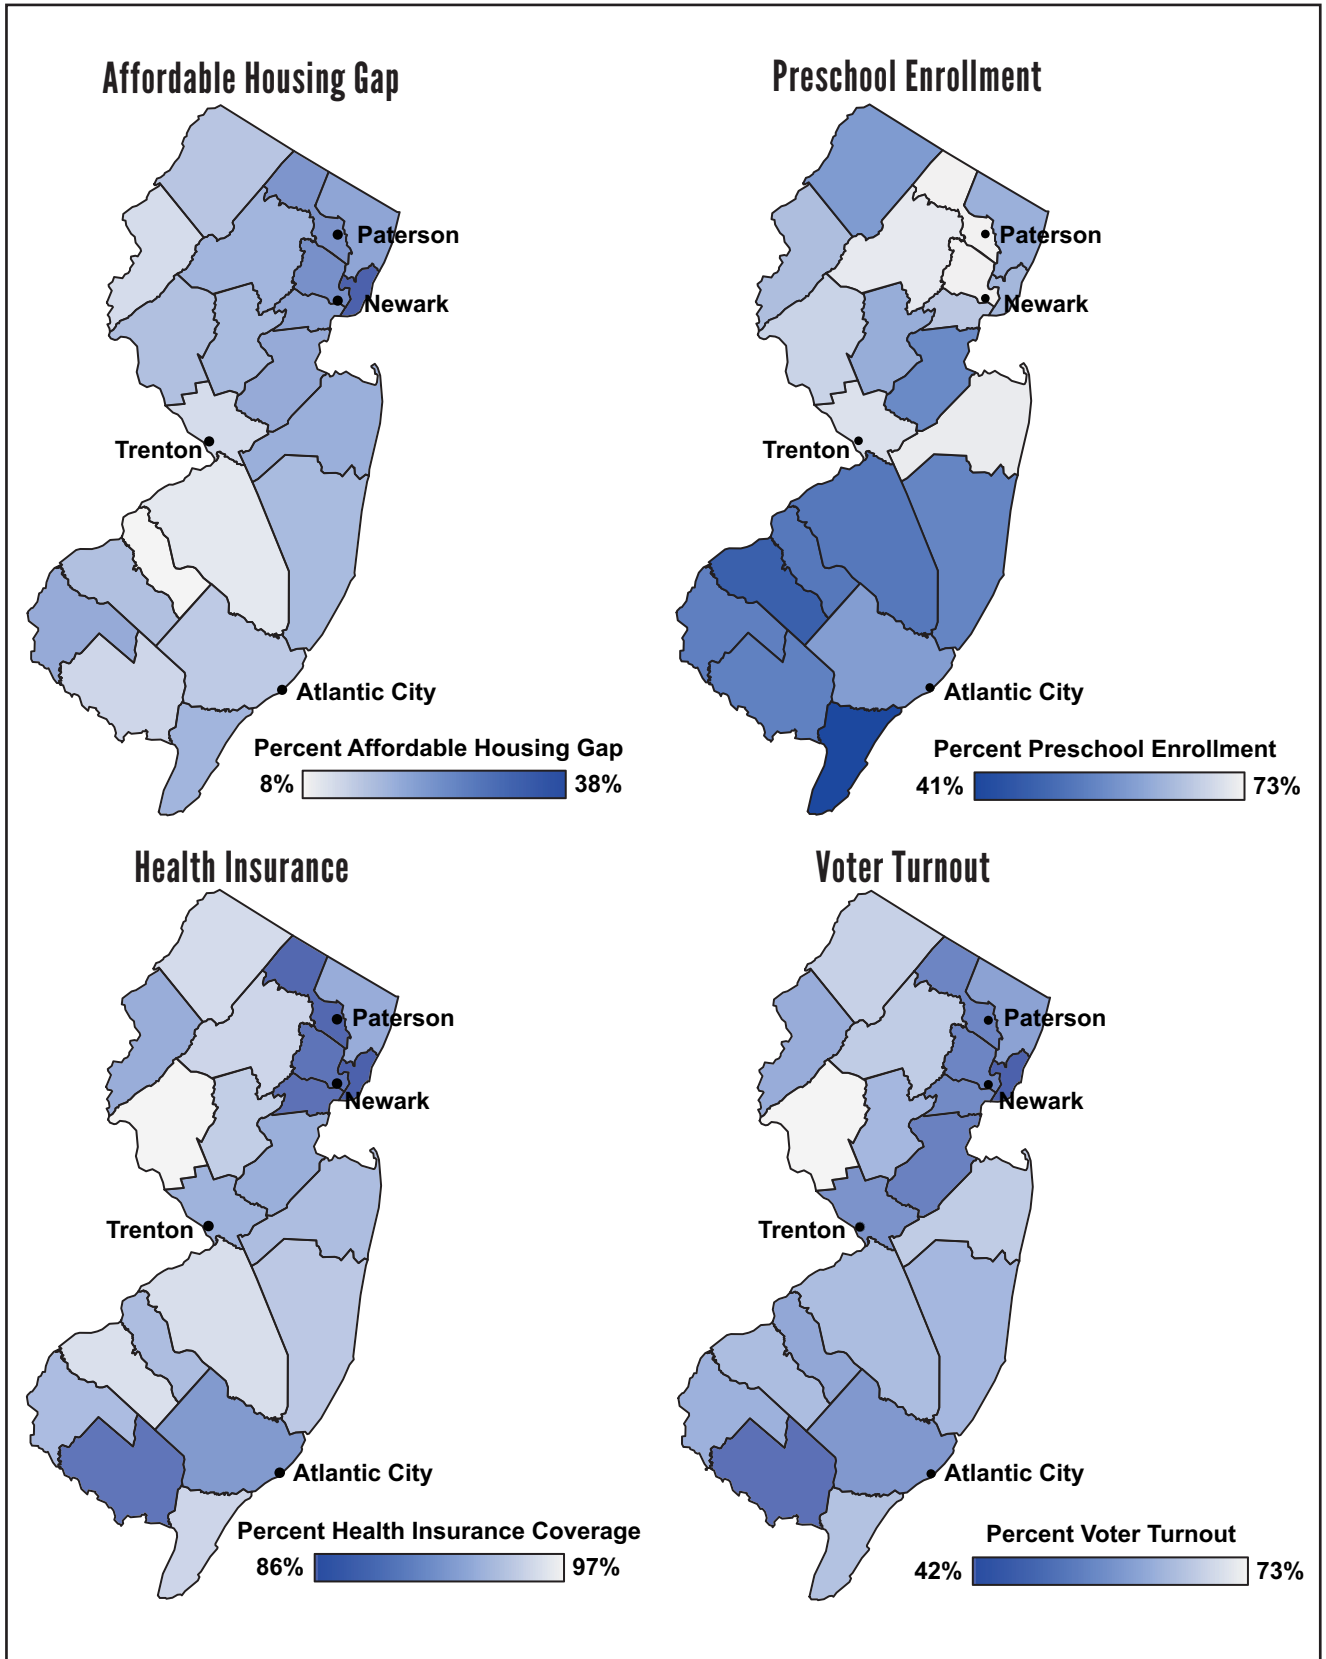 Affordable Housing Gap
Paterson
Newark
Trenton
Atlantic City
Percent Affordable Housing Gap
8% 38%
Preschool Enrollment
Paterson
Newark
Trenton
Atlantic City
Percent Preschool Enrollment
41% 73%
Health Insurance
Paterson
Newark
Trenton
Atlantic City
Percent Health Insurance Coverage
86% 97%
Voter Turnout
Paterson
Newark
Trenton
Atlantic City
Percent Voter Turnout
42% 73%